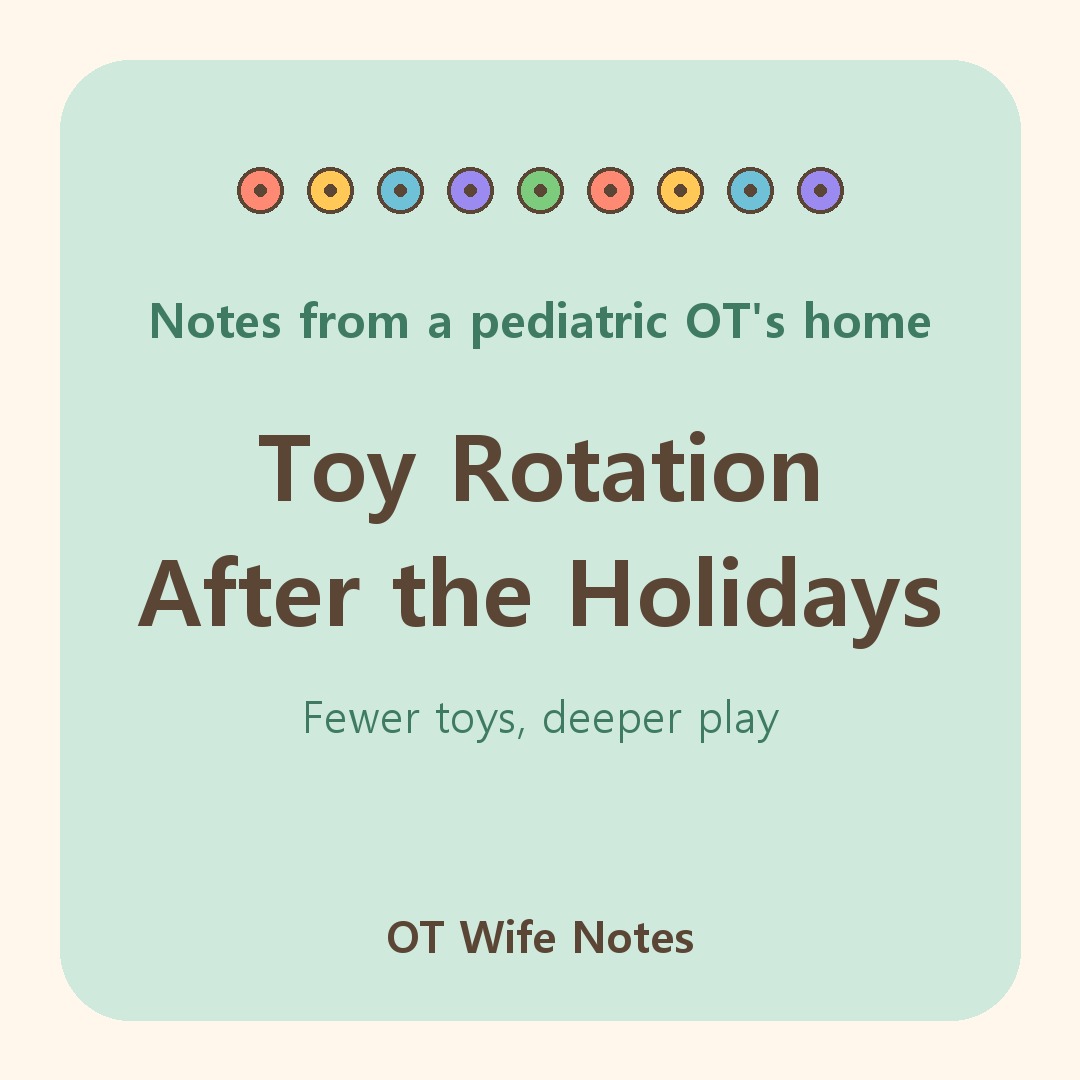 Notes from a pediatric OT's home
Toy Rotation
After the Holidays
Fewer toys, deeper play
OT Wife Notes